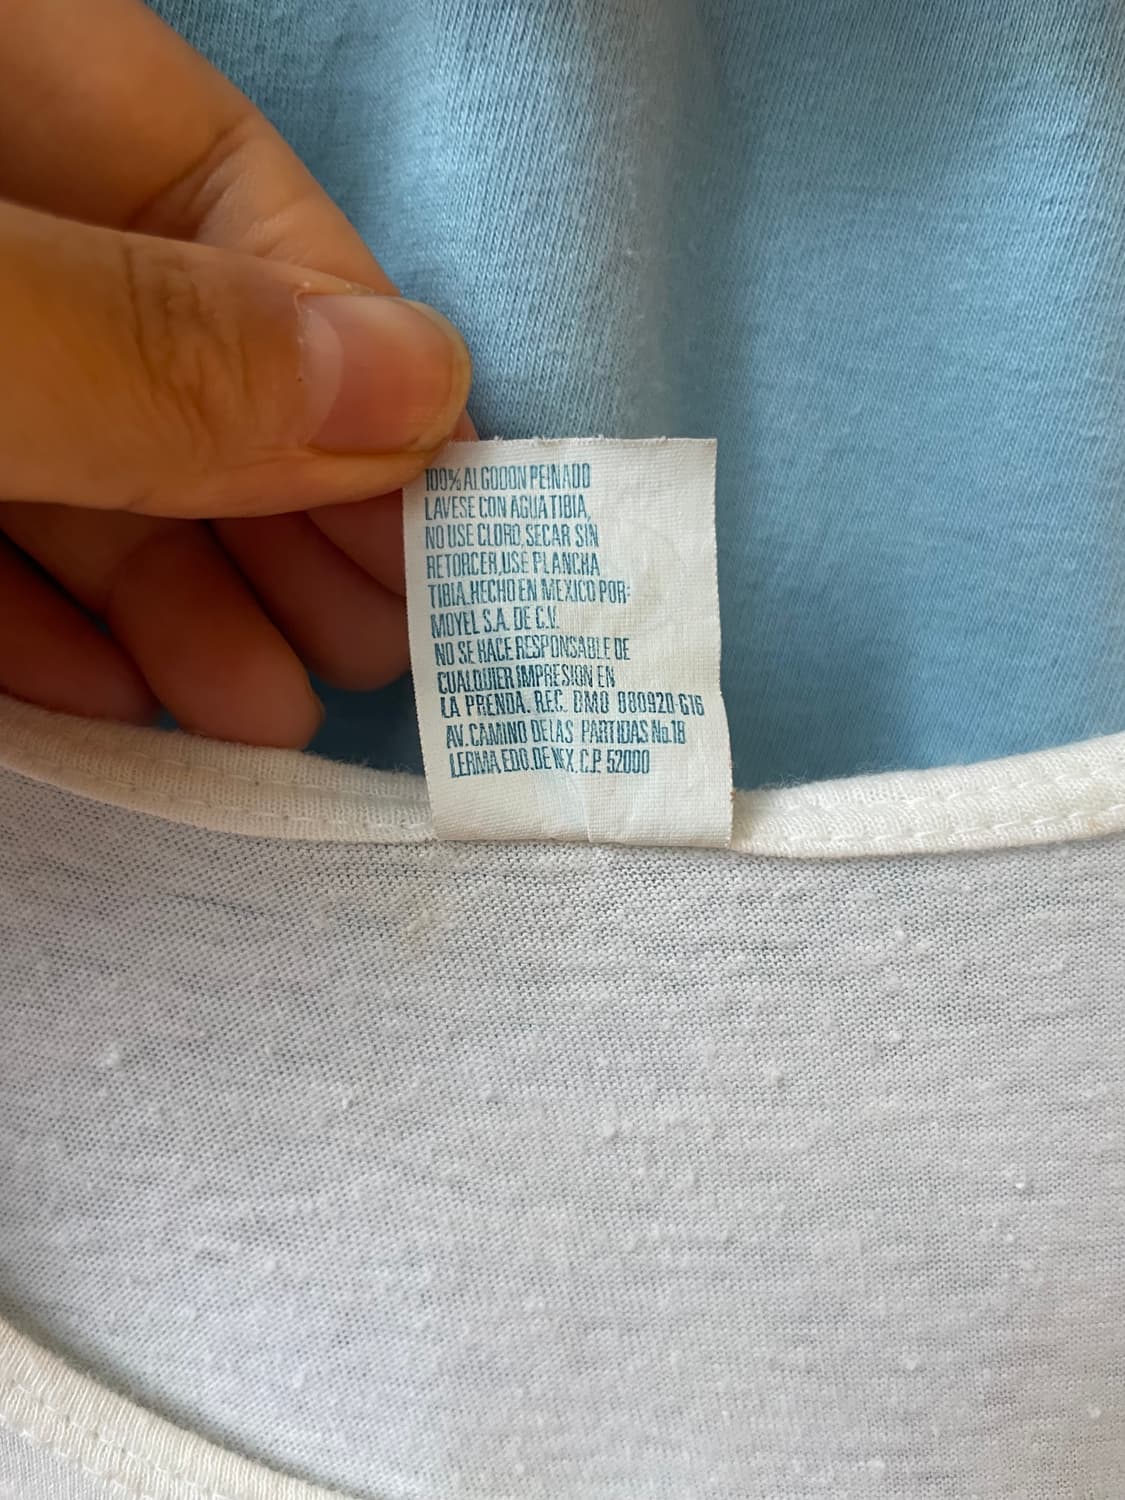 100% ALGODON PEINADO
LAVESE CON AGUA TIBIA,
NO USE CLORO, SECAR SIN
RETORCER, USE PLANCHA
TIBIA. HECHO EN MEXICO POR:
MOYEL S.A. DE C.V.
NO SE HACE RESPONSABLE DE
CUALQUIER IMPRESION EN
LA PRENDA. REC. DMO 880920-G16
AV. CAMINO DE LAS PARTIDAS No.18
LERMA EDO. DE MX. C.P. 52000